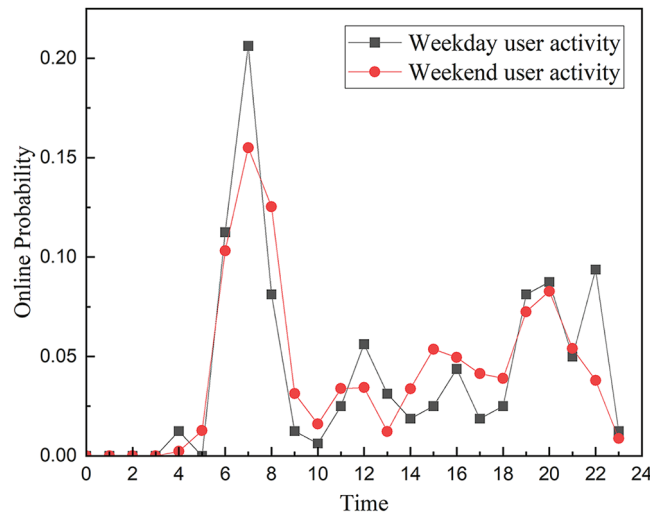 Weekday user activity
Weekend user activity
0.20
0.15
0.10
0.05
0.00
Online Probability
0 2 4 6 8 10 12 14 16 18 20 22 24
Time